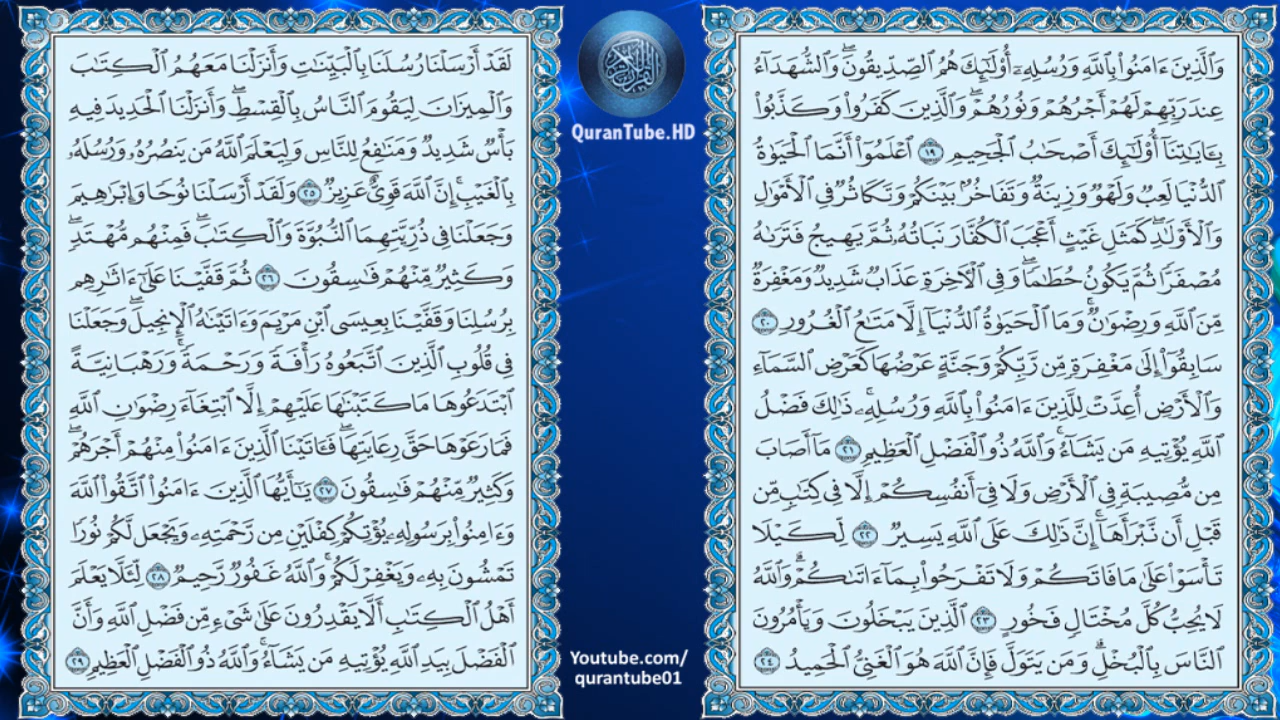 وَٱلَّذِينَ ءَامَنُوا۟ بِٱللَّهِ وَرُسُلِهِۦٓ أُو۟لَٰٓئِكَ هُمُ ٱلصِّدِّيقُونَ ۖ وَٱلشُّهَدَآءُ
عِندَ رَبِّهِمْ لَهُمْ أَجْرُهُمْ وَنُورُهُمْ ۖ وَٱلَّذِينَ كَفَرُوا۟ وَكَذَّبُوا۟
بِـَٔايَٰتِنَآ أُو۟لَٰٓئِكَ أَصْحَٰبُ ٱلْجَحِيمِ ١٩ ٱعْلَمُوٓا۟ أَنَّمَا ٱلْحَيَوٰةُ
ٱلدُّنْيَا لَعِبٌ وَلَهْوٌ وَزِينَةٌ وَتَفَاخُرٌۢ بَيْنَكُمْ وَتَكَاثُرٌ فِى ٱلْأَمْوَٰلِ
وَٱلْأَوْلَٰدِ ۖ كَمَثَلِ غَيْثٍ أَعْجَبَ ٱلْكُفَّارَ نَبَاتُهُۥ ثُمَّ يَهِيجُ فَتَرَىٰهُ
مُصْفَرًّا ثُمَّ يَكُونُ حُطَٰمًا ۖ وَفِى ٱلْءَاخِرَةِ عَذَابٌ شَدِيدٌ وَمَغْفِرَةٌ
مِّنَ ٱللَّهِ وَرِضْوَٰنٌ ۚ وَمَا ٱلْحَيَوٰةُ ٱلدُّنْيَآ إِلَّا مَتَٰعُ ٱلْغُرُورِ ٢٠
سَابِقُوٓا۟ إِلَىٰ مَغْفِرَةٍ مِّن رَّبِّكُمْ وَجَنَّةٍ عَرْضُهَا كَعَرْضِ ٱلسَّمَآءِ
وَٱلْأَرْضِ أُعِدَّتْ لِلَّذِينَ ءَامَنُوا۟ بِٱللَّهِ وَرُسُلِهِۦ ۚ ذَٰلِكَ فَضْلُ
ٱللَّهِ يُؤْتِيهِ مَن يَشَآءُ ۚ وَٱللَّهُ ذُو ٱلْفَضْلِ ٱلْعَظِيمِ ٢١ مَآ أَصَابَ
مِن مُّصِيبَةٍ فِى ٱلْأَرْضِ وَلَا فِىٓ أَنفُسِكُمْ إِلَّا فِى كِتَٰبٍ مِّن
قَبْلِ أَن نَّبْرَأَهَآ ۚ إِنَّ ذَٰلِكَ عَلَى ٱللَّهِ يَسِيرٌ ٢٢ لِّكَيْلَا
تَأْسَوْا۟ عَلَىٰ مَا فَاتَكُمْ وَلَا تَفْرَحُوا۟ بِمَآ ءَاتَىٰكُمْ ۗ وَٱللَّهُ
لَا يُحِبُّ كُلَّ مُخْتَالٍ فَخُورٍ ٢٣ ٱلَّذِينَ يَبْخَلُونَ وَيَأْمُرُونَ
ٱلنَّاسَ بِٱلْبُخْلِ ۗ وَمَن يَتَوَلَّ فَإِنَّ ٱللَّهَ هُوَ ٱلْغَنِىُّ ٱلْحَمِيدُ ٢٤
القرآن الكريم
QuranTube.HD
Youtube.com/
qurantube01
لَقَدْ أَرْسَلْنَا رُسُلَنَا بِٱلْبَيِّنَٰتِ وَأَنزَلْنَا مَعَهُمُ ٱلْكِتَٰبَ
وَٱلْمِيزَانَ لِيَقُومَ ٱلنَّاسُ بِٱلْقِسْطِ ۖ وَأَنزَلْنَا ٱلْحَدِيدَ فِيهِ
بَأْسٌ شَدِيدٌ وَمَنَٰفِعُ لِلنَّاسِ وَلِيَعْلَمَ ٱللَّهُ مَن يَنصُرُهُۥ وَرُسُلَهُۥ
بِٱلْغَيْبِ ۚ إِنَّ ٱللَّهَ قَوِىٌّ عَزِيزٌ ٢٥ وَلَقَدْ أَرْسَلْنَا نُوحًا وَإِبْرَٰهِيمَ
وَجَعَلْنَا فِى ذُرِّيَّتِهِمَا ٱلنُّبُوَّةَ وَٱلْكِتَٰبَ ۖ فَمِنْهُم مُّهْتَدٍ ۖ
وَكَثِيرٌ مِّنْهُمْ فَٰسِقُونَ ٢٦ ثُمَّ قَفَّيْنَا عَلَىٰٓ ءَاثَٰرِهِم
بِرُسُلِنَا وَقَفَّيْنَا بِعِيسَى ٱبْنِ مَرْيَمَ وَءَاتَيْنَٰهُ ٱلْإِنجِيلَ ۖ وَجَعَلْنَا
فِى قُلُوبِ ٱلَّذِينَ ٱتَّبَعُوهُ رَأْفَةً وَرَحْمَةً ۚ وَرَهْبَانِيَّةً
ٱبْتَدَعُوهَا مَا كَتَبْنَٰهَا عَلَيْهِمْ إِلَّا ٱبْتِغَآءَ رِضْوَٰنِ ٱللَّهِ
فَمَا رَعَوْهَا حَقَّ رِعَايَتِهَا ۖ فَـَٔاتَيْنَا ٱلَّذِينَ ءَامَنُوا۟ مِنْهُمْ أَجْرَهُمْ ۖ
وَكَثِيرٌ مِّنْهُمْ فَٰسِقُونَ ٢٧ يَٰٓأَيُّهَا ٱلَّذِينَ ءَامَنُوا۟ ٱتَّقُوا۟ ٱللَّهَ
وَءَامِنُوا۟ بِرَسُولِهِۦ يُؤْتِكُمْ كِفْلَيْنِ مِن رَّحْمَتِهِۦ وَيَجْعَل لَّكُمْ نُورًا
تَمْشُونَ بِهِۦ وَيَغْفِرْ لَكُمْ ۚ وَٱللَّهُ غَفُورٌ رَّحِيمٌ ٢٨ لِّئَلَّا يَعْلَمَ
أَهْلُ ٱلْكِتَٰبِ أَلَّا يَقْدِرُونَ عَلَىٰ شَىْءٍ مِّن فَضْلِ ٱللَّهِ وَأَنَّ
ٱلْفَضْلَ بِيَدِ ٱللَّهِ يُؤْتِيهِ مَن يَشَآءُ ۚ وَٱللَّهُ ذُو ٱلْفَضْلِ ٱلْعَظِيمِ ٢٩